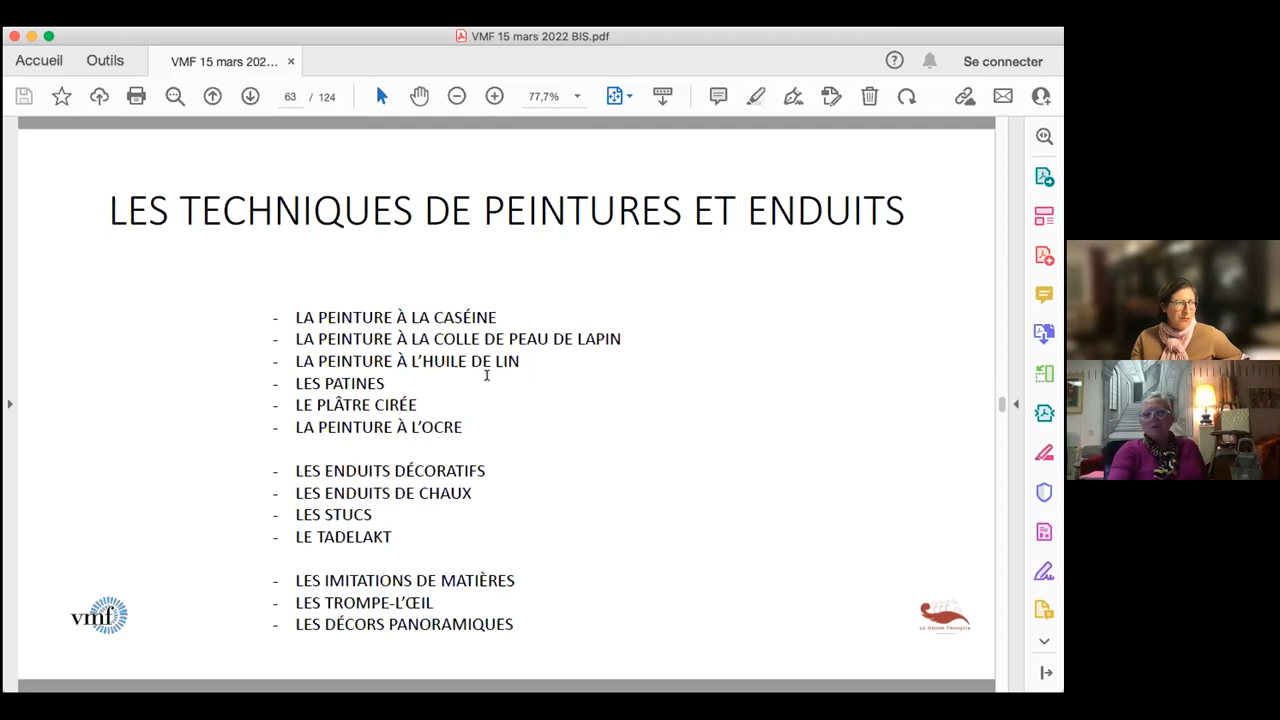 VMF 15 mars 2022 BIS.pdf
Accueil
Outils
VMF 15 mars 202... ×
Se connecter
63 / 124
77,7%
LES TECHNIQUES DE PEINTURES ET ENDUITS
- LA PEINTURE À LA CASÉINE
- LA PEINTURE À LA COLLE DE PEAU DE LAPIN
- LA PEINTURE À L'HUILE DE LIN
- LES PATINES
- LE PLÂTRE CIRÉE
- LA PEINTURE À L'OCRE
- LES ENDUITS DÉCORATIFS
- LES ENDUITS DE CHAUX
- LES STUCS
- LE TADELAKT
- LES IMITATIONS DE MATIÈRES
- LES TROMPE-L'ŒIL
- LES DÉCORS PANORAMIQUES
vmf
Le Décor Français